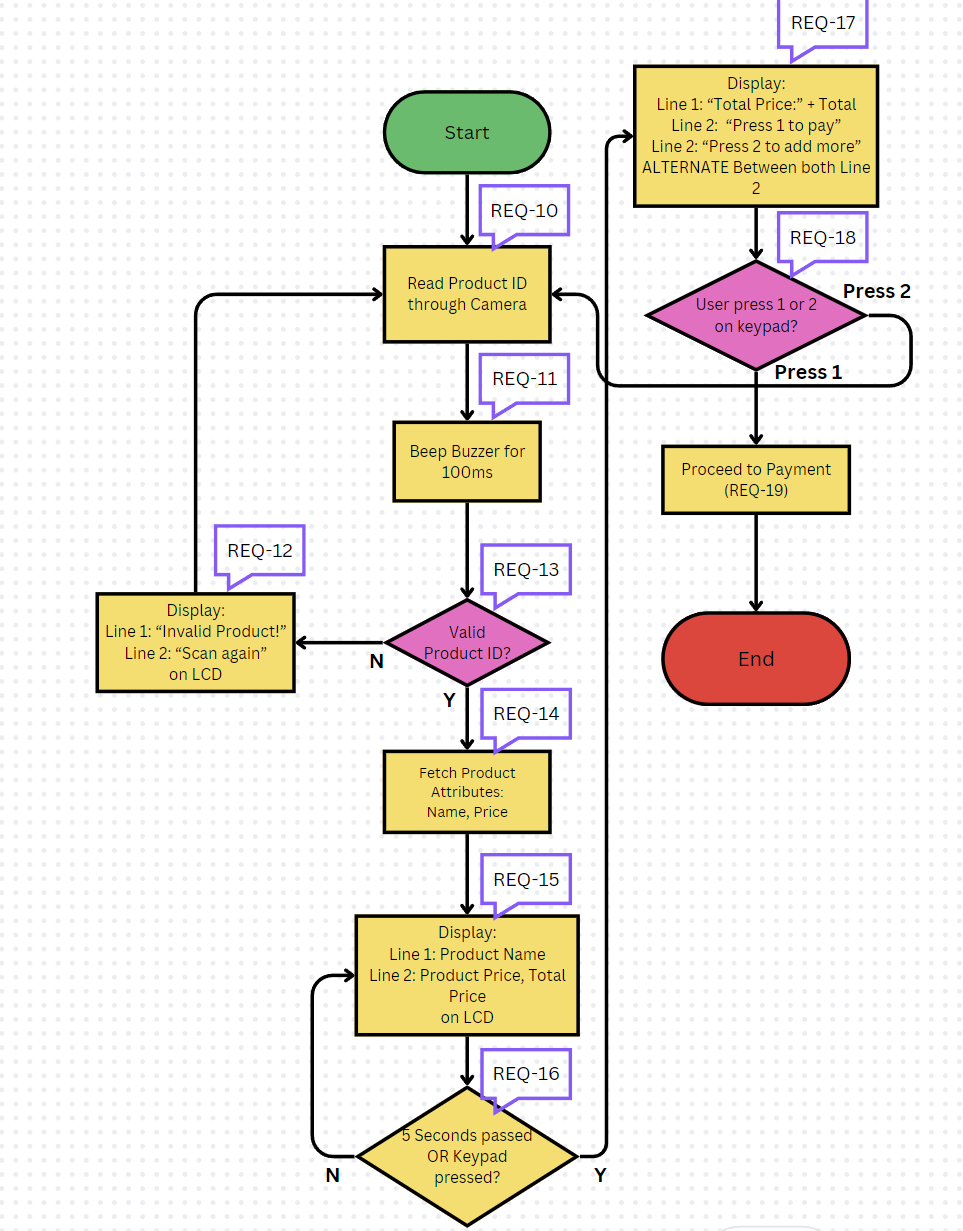 REQ-17
Display:
Line 1: “Total Price:” + Total
Line 2:  “Press 1 to pay”
Line 2: “Press 2 to add more”
ALTERNATE Between both Line
2
Start
REQ-10
REQ-18
Read Product ID
through Camera
User press 1 or 2
on keypad?
Press 2
Press 1
REQ-11
Beep Buzzer for
100ms
Proceed to Payment
(REQ-19)
REQ-12
REQ-13
Display:
Line 1: “Invalid Product!”
Line 2: “Scan again”
on LCD
Valid
Product ID?
N
Y
End
REQ-14
Fetch Product
Attributes:
Name, Price
REQ-15
Display:
Line 1: Product Name
Line 2: Product Price, Total
Price
on LCD
REQ-16
5 Seconds passed
OR Keypad
pressed?
N
Y